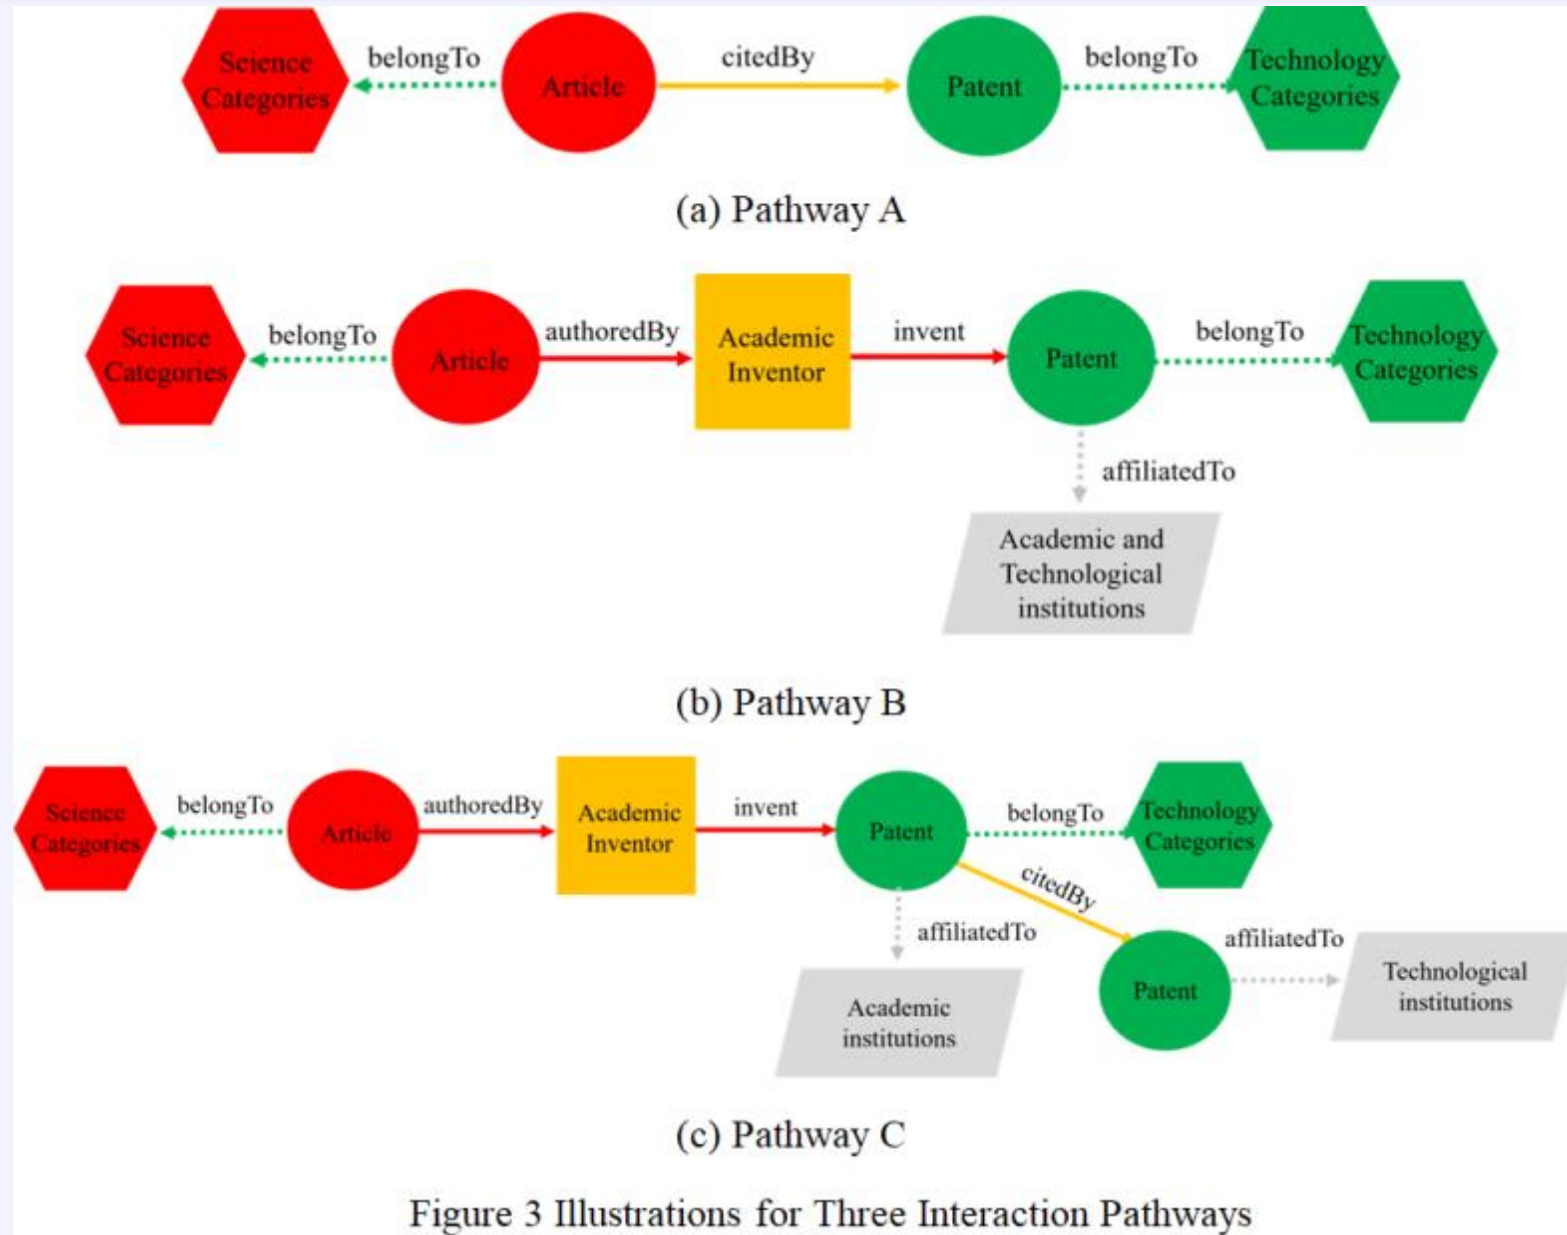 Science
Categories
belongTo
Article
citedBy
Patent
belongTo
Technology
Categories
(a) Pathway A
Science
Categories
belongTo
Article
authoredBy
Academic
Inventor
invent
Patent
belongTo
Technology
Categories
affiliatedTo
Academic and
Technological
institutions
(b) Pathway B
Science
Categories
belongTo
Article
authoredBy
Academic
Inventor
invent
Patent
belongTo
Technology
Categories
citedBy
affiliatedTo
Academic
institutions
Patent
affiliatedTo
Technological
institutions
(c) Pathway C
Figure 3 Illustrations for Three Interaction Pathways